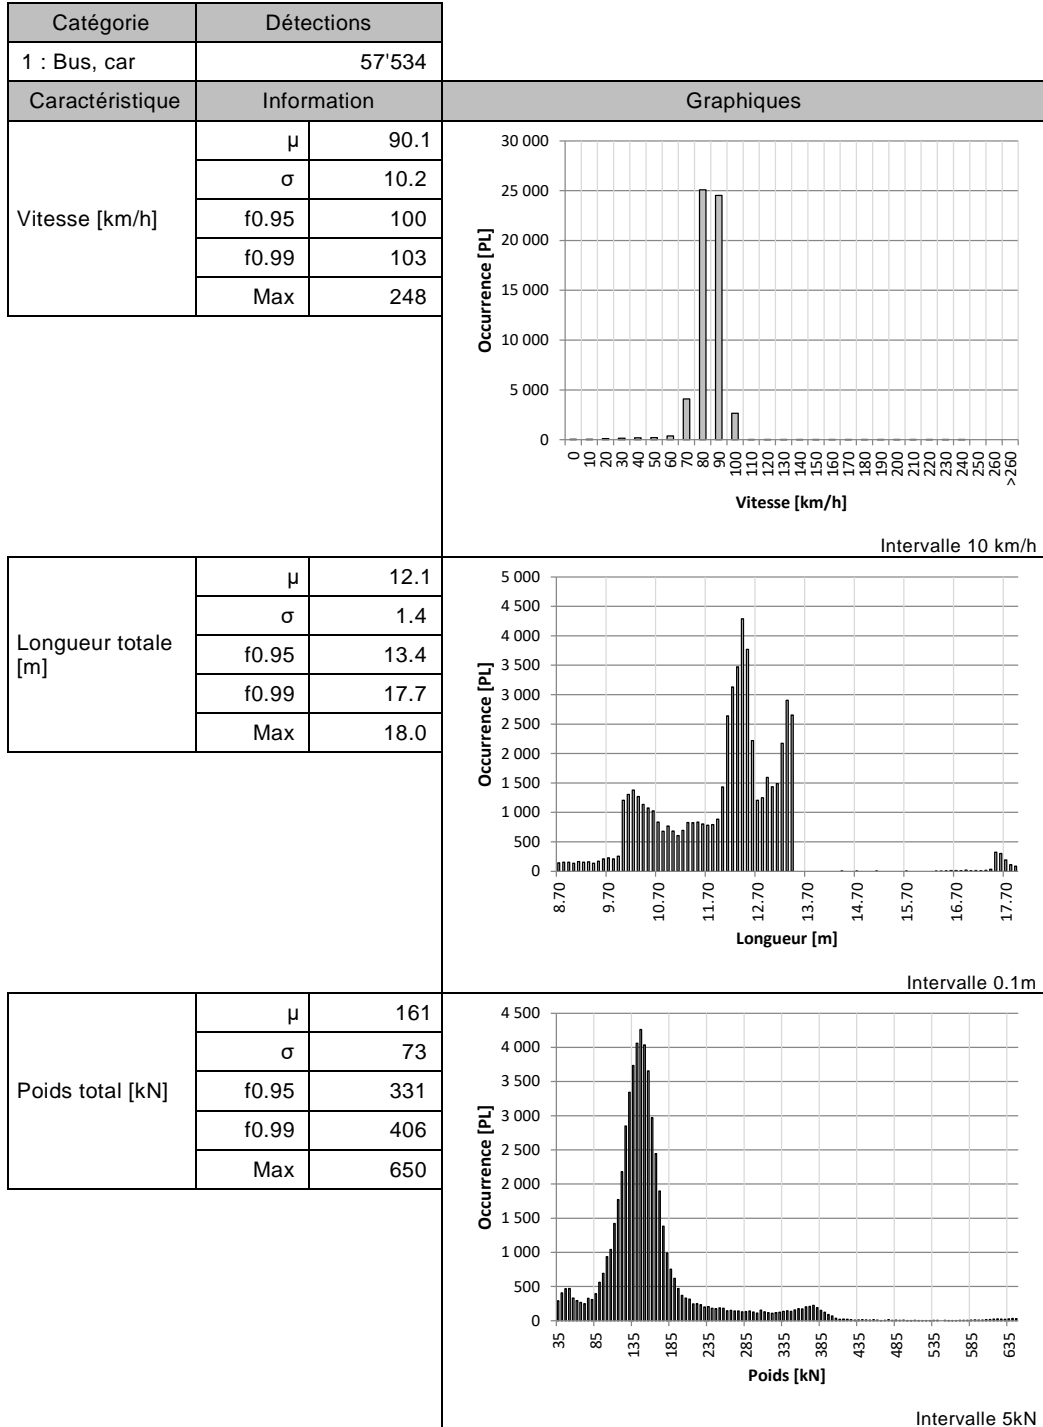 Catégorie Détections
1 : Bus, car 57'534
Caractéristique Information Graphiques
Vitesse [km/h]
µ 90.1
σ 10.2
f0.95 100
f0.99 103
Max 248
30 000
25 000
20 000
15 000
10 000
5 000
0
Occurrence [PL]
0 10 20 30 40 50 60 70 80 90 100 110 120 130 140 150 160 170 180 190 200 210 220 230 240 250 260 >260
Vitesse [km/h]
Intervalle 10 km/h
Longueur totale
[m]
µ 12.1
σ 1.4
f0.95 13.4
f0.99 17.7
Max 18.0
5 000
4 500
4 000
3 500
3 000
2 500
2 000
1 500
1 000
500
0
Occurrence [PL]
8.70 9.70 10.70 11.70 12.70 13.70 14.70 15.70 16.70 17.70
Longueur [m]
Intervalle 0.1m
Poids total [kN]
µ 161
σ 73
f0.95 331
f0.99 406
Max 650
4 500
4 000
3 500
3 000
2 500
2 000
1 500
1 000
500
0
Occurrence [PL]
35 85 135 185 235 285 335 385 435 485 535 585 635
Poids [kN]
Intervalle 5kN